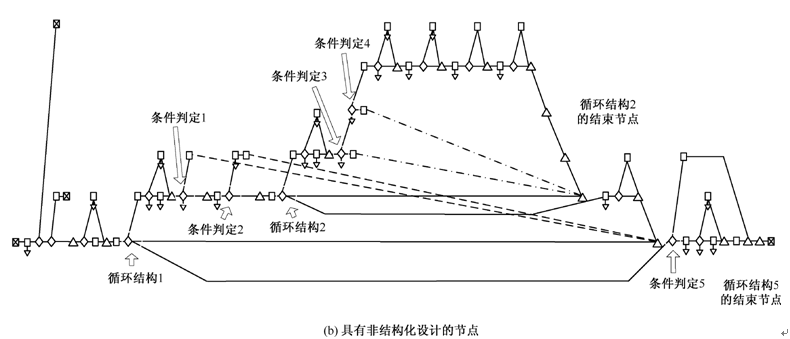 条件判定4
条件判定3
条件判定1
循环结构2
的结束节点
条件判定2
循环结构2
循环结构1
条件判定5
循环结构5
的结束节点
(b) 具有非结构化设计的节点